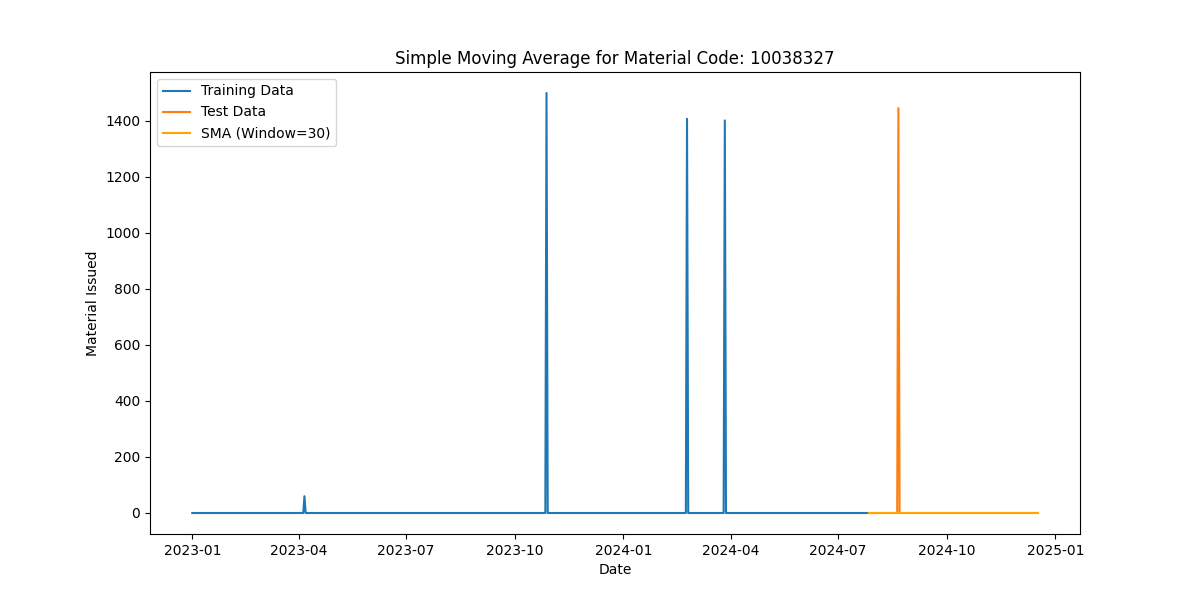 Simple Moving Average for Material Code: 10038327
Training Data
Test Data
SMA (Window=30)
Material Issued
1400
1200
1000
800
600
400
200
0
2023-01 2023-04 2023-07 2023-10 2024-01 2024-04 2024-07 2024-10 2025-01
Date